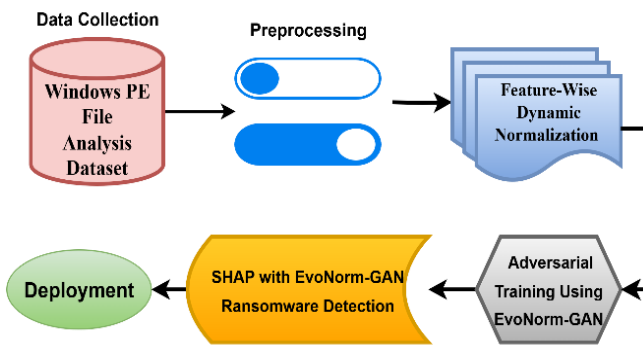 Data Collection
Preprocessing
Windows PE
File
Analysis
Dataset
Feature-Wise
Dynamic
Normalization
Adversarial
Training Using
EvoNorm-GAN
SHAP with EvoNorm-GAN
Ransomware Detection
Deployment